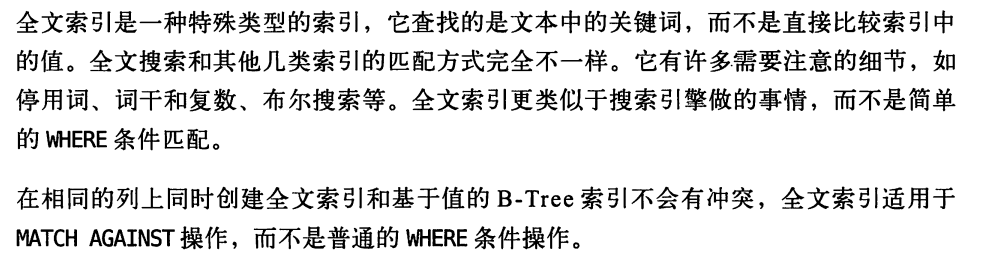 全文索引是一种特殊类型的索引，它查找的是文本中的关键词，而不是直接比较索引中
的值。全文搜索和其他几类索引的匹配方式完全不一样。它有许多需要注意的细节，如
停用词、词干和复数、布尔搜索等。全文索引更类似于搜索引擎做的事情，而不是简单
的 WHERE 条件匹配。
在相同的列上同时创建全文索引和基于值的 B-Tree 索引不会有冲突，全文索引适用于
MATCH AGAINST 操作，而不是普通的 WHERE 条件操作。